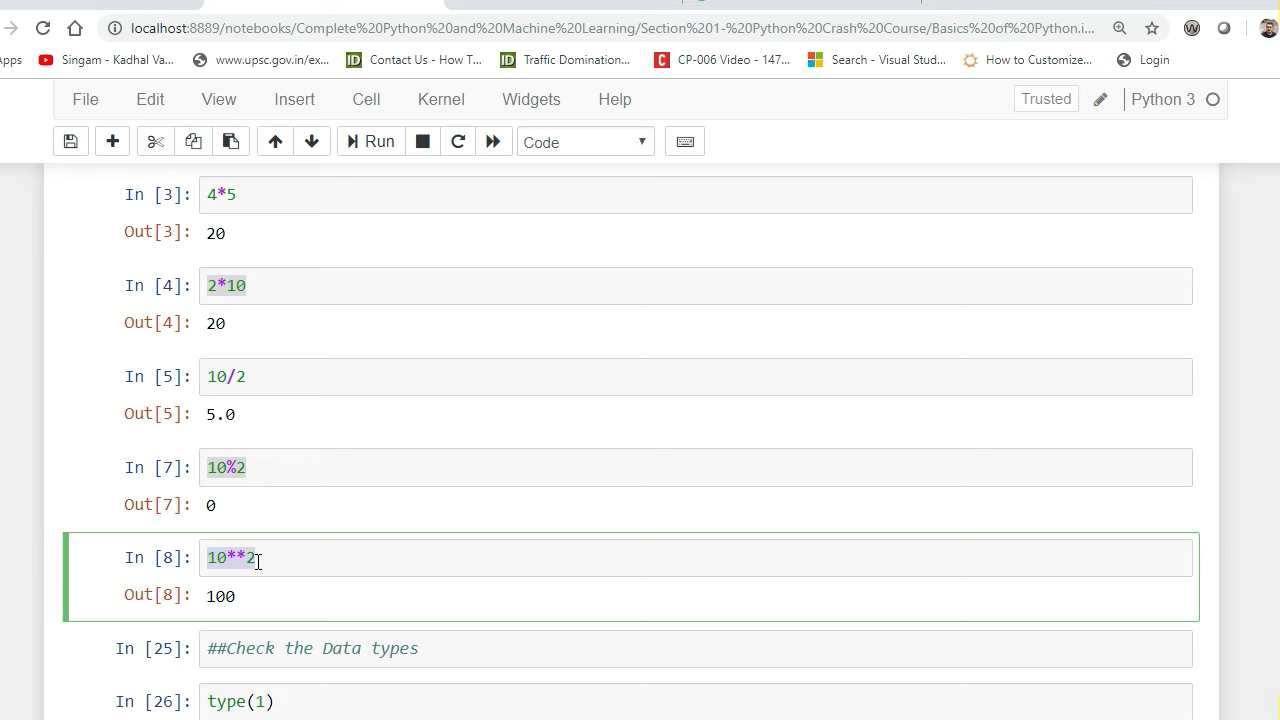 localhost:8889/notebooks/Complete%20Python%20and%20Machine%20Learning/Section%201-%20Python%20Crash%20Course/Basics%20of%20Python.i...
Apps Singam - Kadhal Va... www.upsc.gov.in/ex... ID Contact Us - How T... ID Traffic Domination... C CP-006 Video - 147... Search - Visual Stud... How to Customize... Login
File Edit View Insert Cell Kernel Widgets Help Trusted Python 3
Run Code
In [3]: 4*5
Out[3]: 20
In [4]: 2*10
Out[4]: 20
In [5]: 10/2
Out[5]: 5.0
In [7]: 10%2
Out[7]: 0
In [8]: 10**2
Out[8]: 100
In [25]: ##Check the Data types
In [26]: type(1)